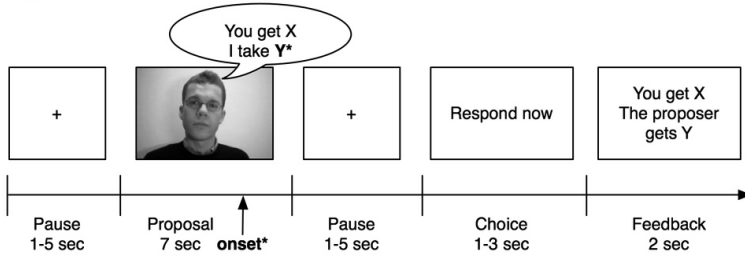 You get X
I take Y*
+
+
Respond now
You get X
The proposer
gets Y
Pause
1-5 sec
Proposal
7 sec
onset*
Pause
1-5 sec
Choice
1-3 sec
Feedback
2 sec